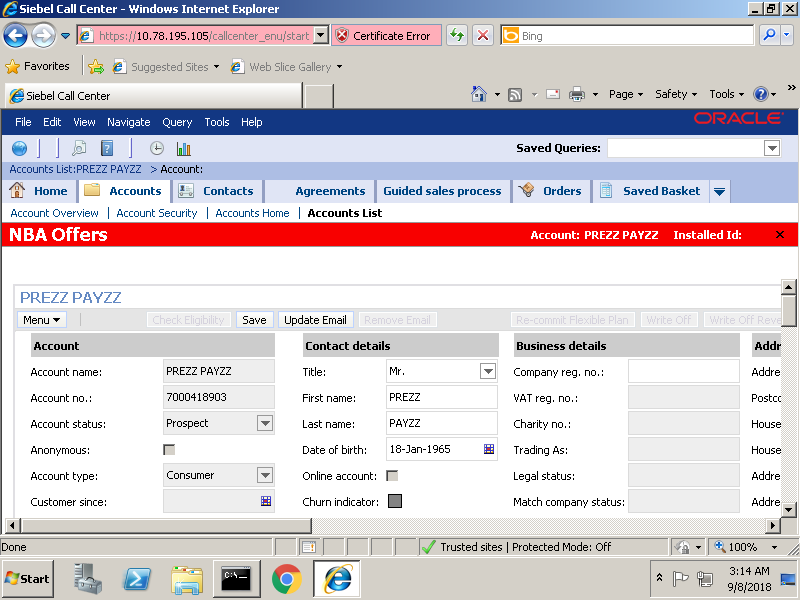 Siebel Call Center - Windows Internet Explorer
https://10.78.195.105/callcenter_enu/start
Certificate Error
Bing
Favorites
Suggested Sites
Web Slice Gallery
Siebel Call Center
Page
Safety
Tools
»
File Edit View Navigate Query Tools Help
ORACLE
Saved Queries:
Accounts List:PREZZ PAYZZ > Account:
Home Accounts Contacts Agreements Guided sales process Orders Saved Basket
Account Overview | Account Security | Accounts Home | Accounts List
NBA Offers
Account: PREZZ PAYZZ Installed Id:
PREZZ PAYZZ
Menu Check Eligibility Save Update Email Remove Email Re-commit Flexible Plan Write Off Write Off Reve
Account Contact details Business details Addr
Account name: PREZZ PAYZZ Title: Mr. Company reg. no.: Addre
Account no.: 7000418903 First name: PREZZ VAT reg. no.: Postco
Account status: Prospect Last name: PAYZZ Charity no.: House
Anonymous: Date of birth: 18-Jan-1965 Trading As: House
Account type: Consumer Online account: Legal status: Addre
Customer since: Churn indicator: Match company status: Addre
Done
Trusted sites | Protected Mode: Off
100%
Start
C:\.
3:14 AM
9/8/2018